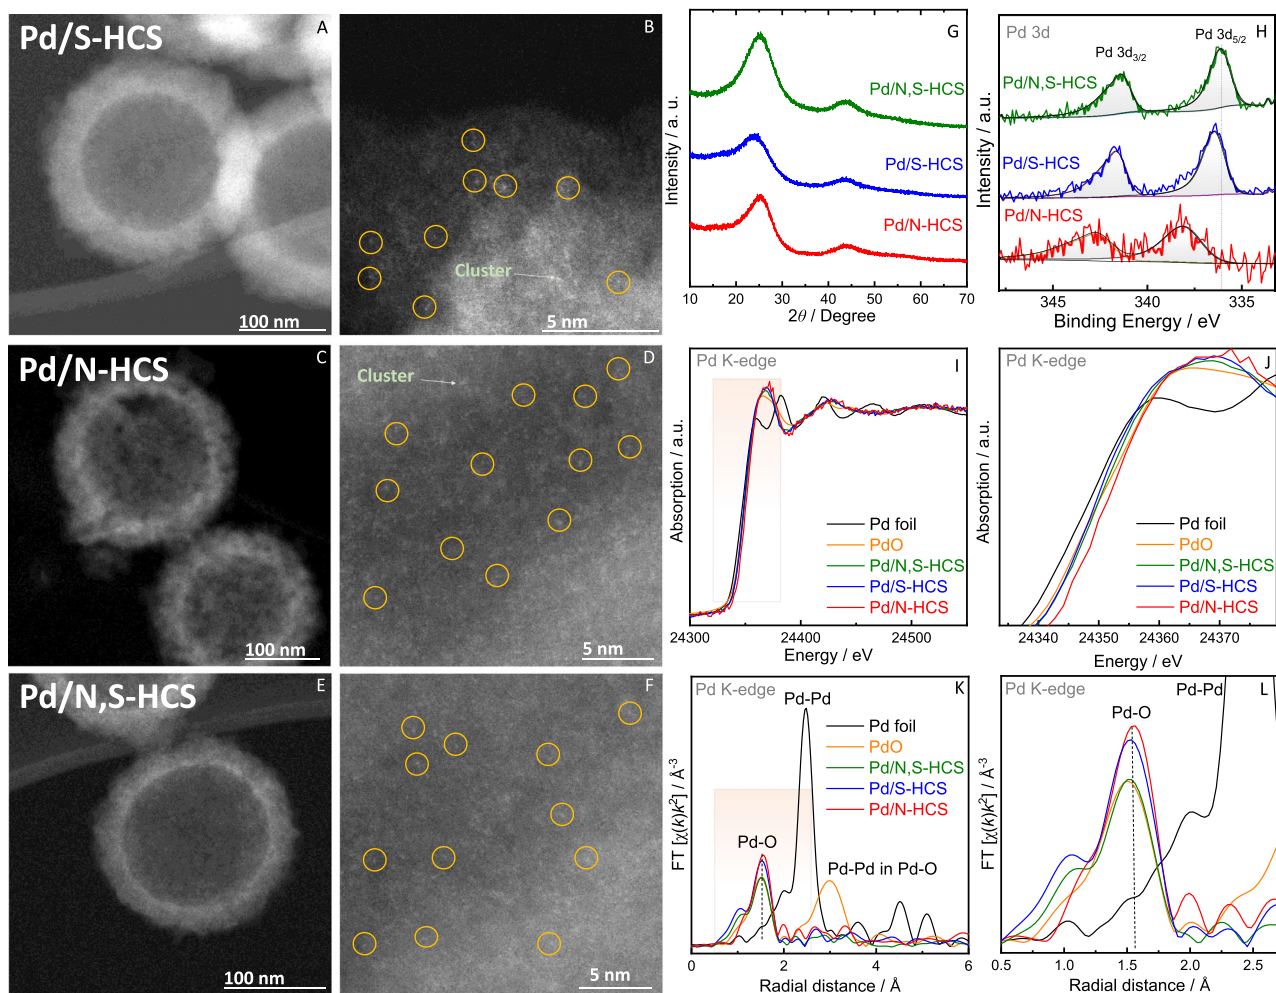 Pd/S-HCS
A
100 nm
B
Cluster
5 nm
Pd/N-HCS
C
100 nm
D
Cluster
5 nm
Pd/N,S-HCS
E
100 nm
F
5 nm
G
Pd/N,S-HCS
Pd/S-HCS
Pd/N-HCS
Intensity / a. u.
10 20 30 40 50 60 70
2θ / Degree
Pd 3d
H
Pd 3d5/2
Pd 3d3/2
Pd/N,S-HCS
Pd/S-HCS
Pd/N-HCS
Intensity / a. u.
345 340 335
Binding Energy / eV
Pd K-edge
I
Absorption / a.u.
Pd foil
PdO
Pd/N,S-HCS
Pd/S-HCS
Pd/N-HCS
24300 24400 24500
Energy / eV
Pd K-edge
J
Absorption / a.u.
Pd foil
PdO
Pd/N,S-HCS
Pd/S-HCS
Pd/N-HCS
24340 24350 24360 24370
Energy / eV
Pd K-edge
K
Pd-Pd
Pd foil
PdO
Pd/N,S-HCS
Pd/S-HCS
Pd/N-HCS
Pd-O
Pd-Pd in Pd-O
FT [χ(k)k²] / Å⁻³
0 2 4 6
Radial distance / Å
Pd K-edge
Pd-Pd
L
Pd-O
FT [χ(k)k²] / Å⁻³
0.5 1.0 1.5 2.0 2.5
Radial distance / Å